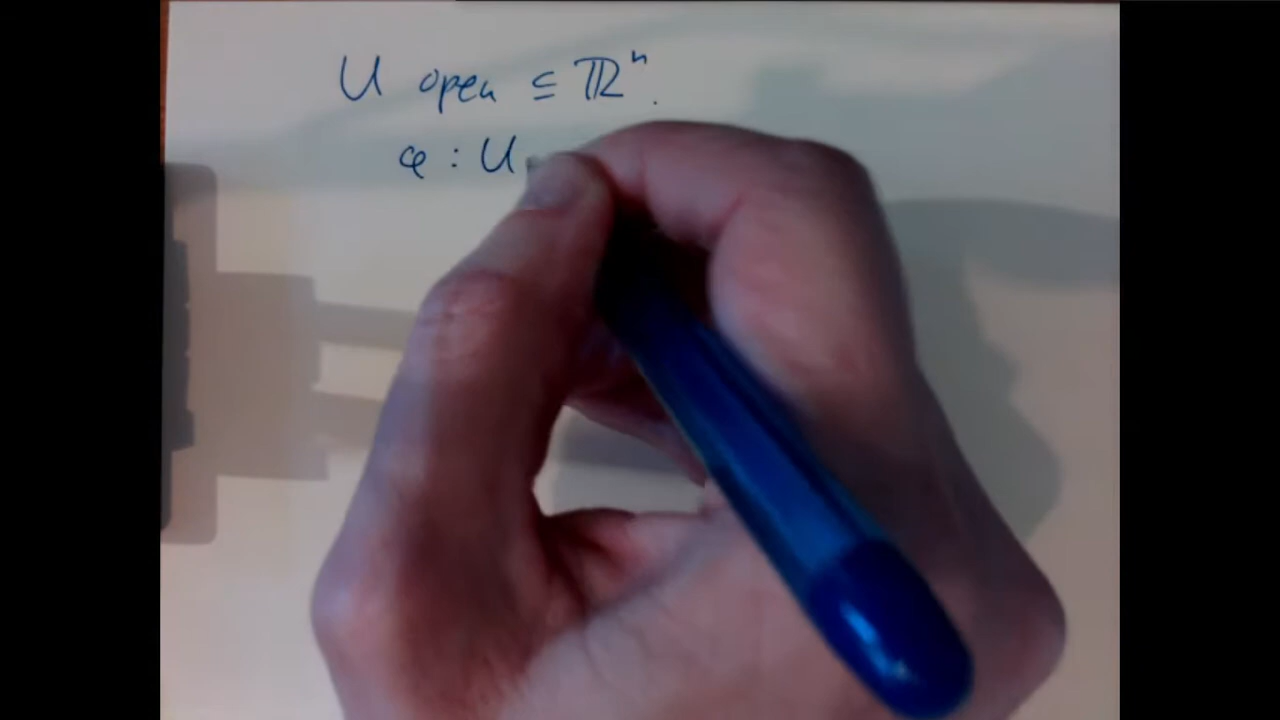 U open ⊆ ℝⁿ.
φ : U